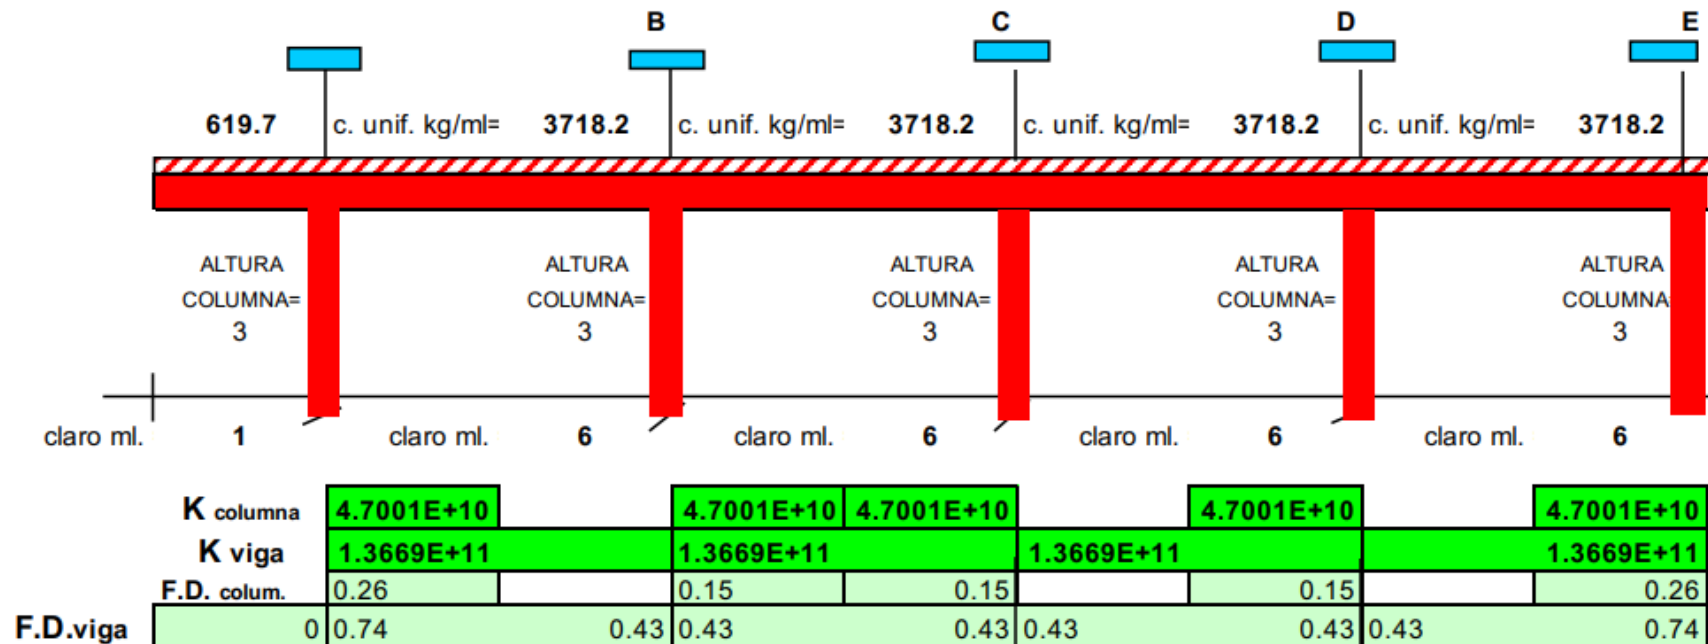 B C D E
619.7 c. unif. kg/ml= 3718.2 c. unif. kg/ml= 3718.2 c. unif. kg/ml= 3718.2 c. unif. kg/ml= 3718.2
ALTURA ALTURA ALTURA ALTURA ALTURA
COLUMNA= COLUMNA= COLUMNA= COLUMNA= COLUMNA
3 3 3 3 3
claro ml. 1 claro ml. 6 claro ml. 6 claro ml. 6 claro ml. 6
K columna 4.7001E+10 4.7001E+10 4.7001E+10 4.7001E+10 4.7001E+10
K viga 1.3669E+11 1.3669E+11 1.3669E+11 1.3669E+11
F.D. colum. 0.26 0.15 0.15 0.15 0.26
F.D.viga 0 0.74 0.43 0.43 0.43 0.43 0.43 0.43 0.74